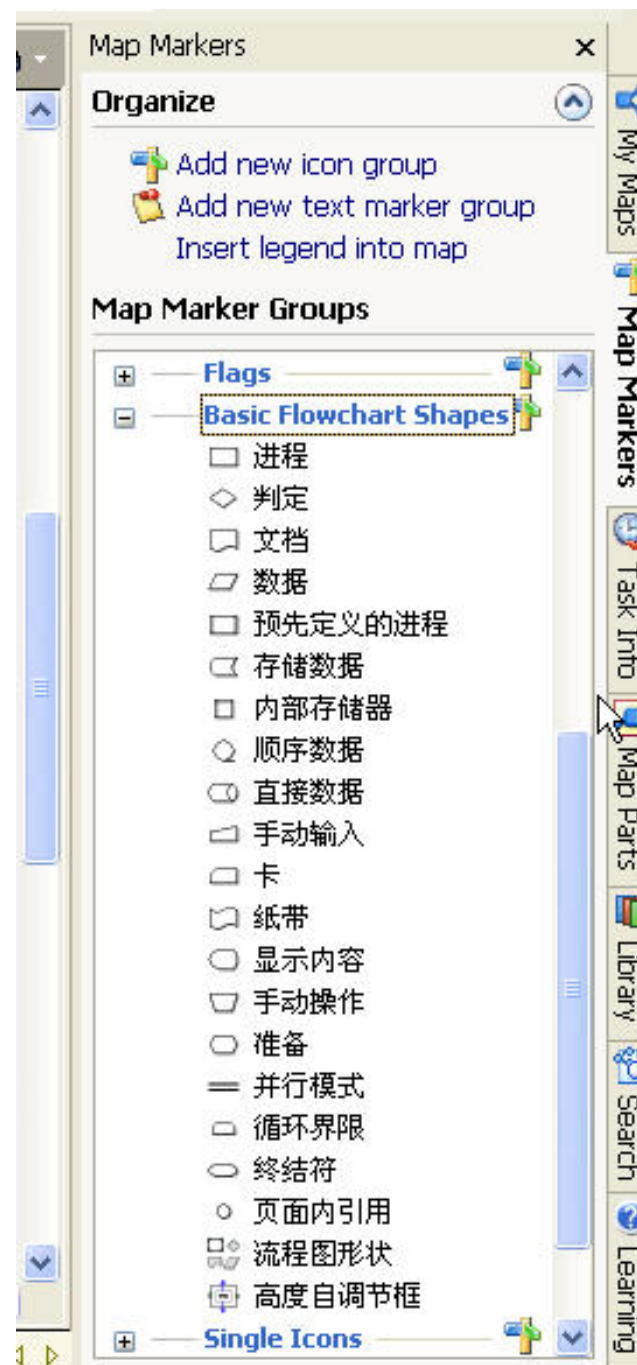 Map Markers
Organize
Add new icon group
Add new text marker group
Insert legend into map
Map Marker Groups
Flags
Basic Flowchart Shapes
进程
判定
文档
数据
预先定义的进程
存储数据
内部存储器
顺序数据
直接数据
手动输入
卡
纸带
显示内容
手动操作
准备
并行模式
循环界限
终结符
页面内引用
流程图形状
高度自调节框
Single Icons
My Maps
Map Markers
Task Info
Map Parts
Library
Search
Learning